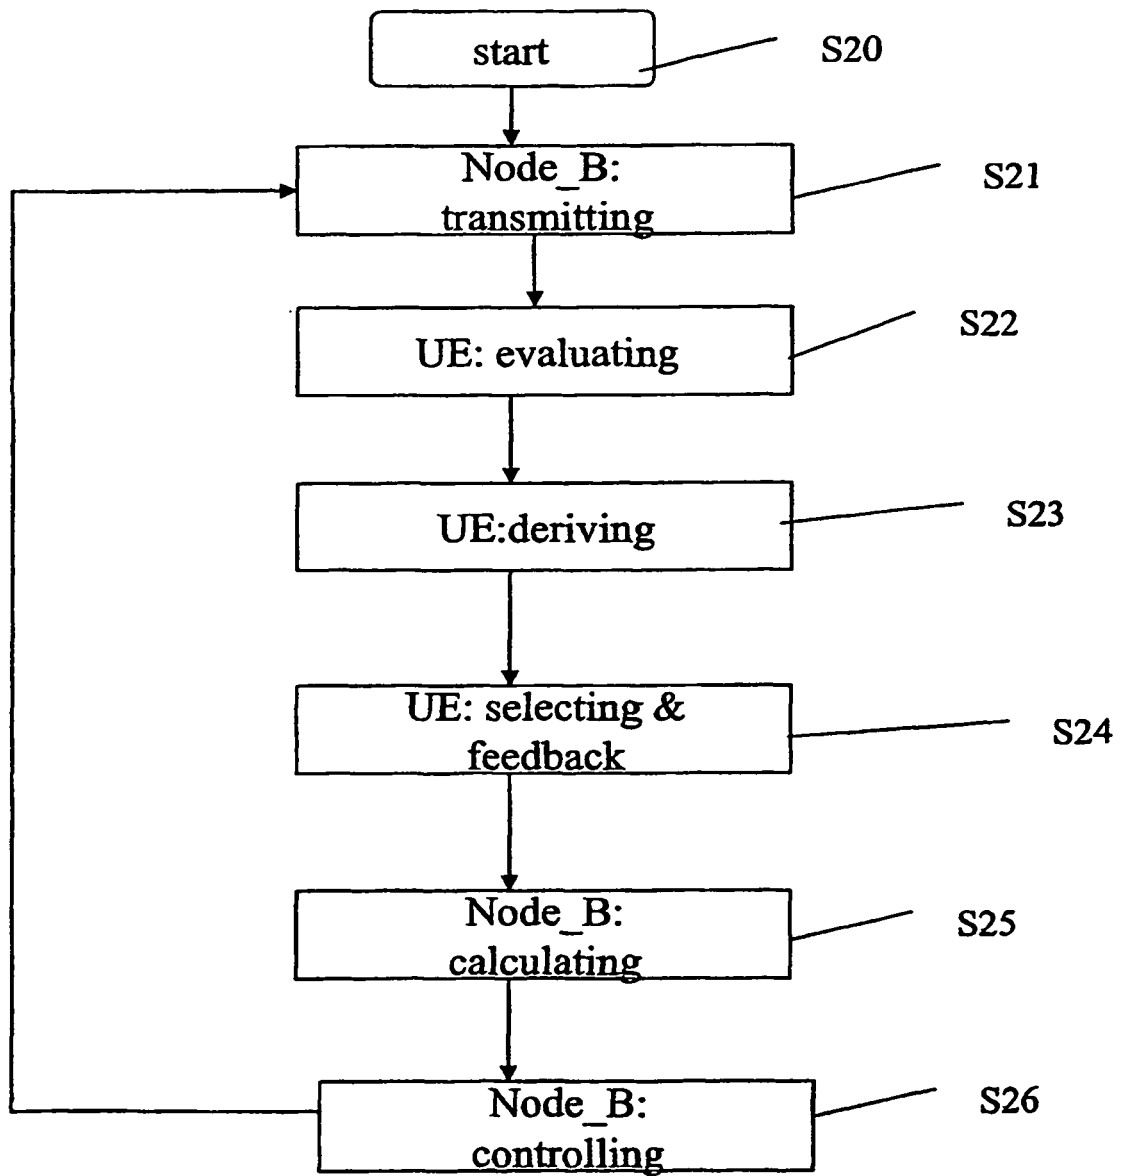 start
S20
Node_B:
transmitting
S21
UE: evaluating
S22
UE:deriving
S23
UE: selecting &
feedback
S24
Node_B:
calculating
S25
Node_B:
controlling
S26